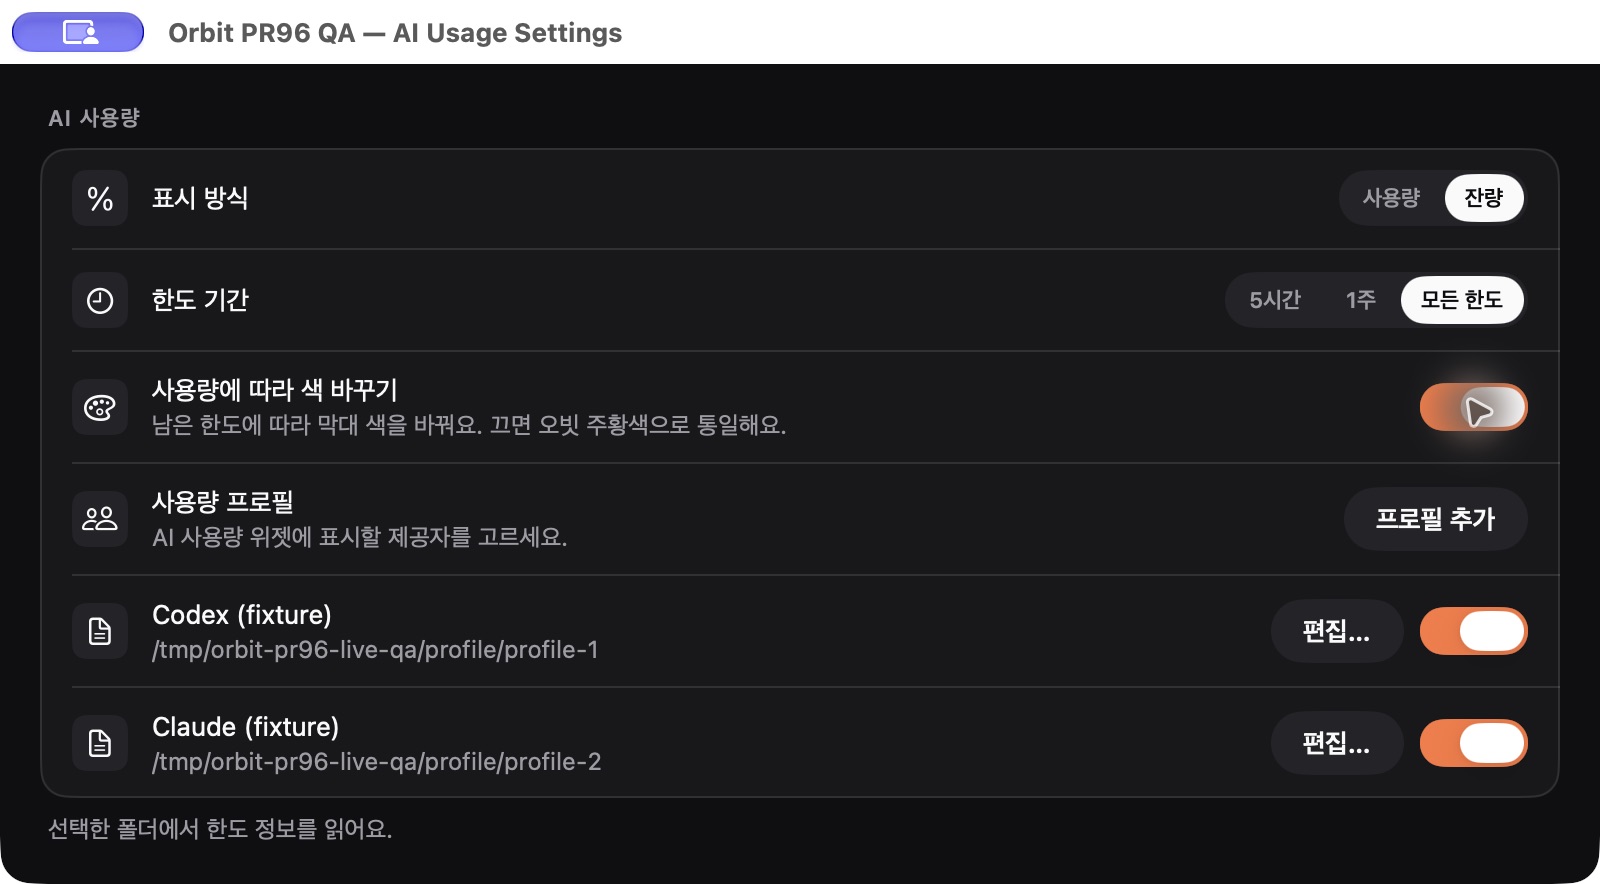 Orbit PR96 QA — AI Usage Settings
AI 사용량
% 표시 방식 사용량 잔량
한도 기간 5시간 1주 모든 한도
사용량에 따라 색 바꾸기
남은 한도에 따라 막대 색을 바꿔요. 끄면 오빗 주황색으로 통일해요.
사용량 프로필
AI 사용량 위젯에 표시할 제공자를 고르세요.
프로필 추가
Codex (fixture)
/tmp/orbit-pr96-live-qa/profile/profile-1
편집...
Claude (fixture)
/tmp/orbit-pr96-live-qa/profile/profile-2
편집...
선택한 폴더에서 한도 정보를 읽어요.